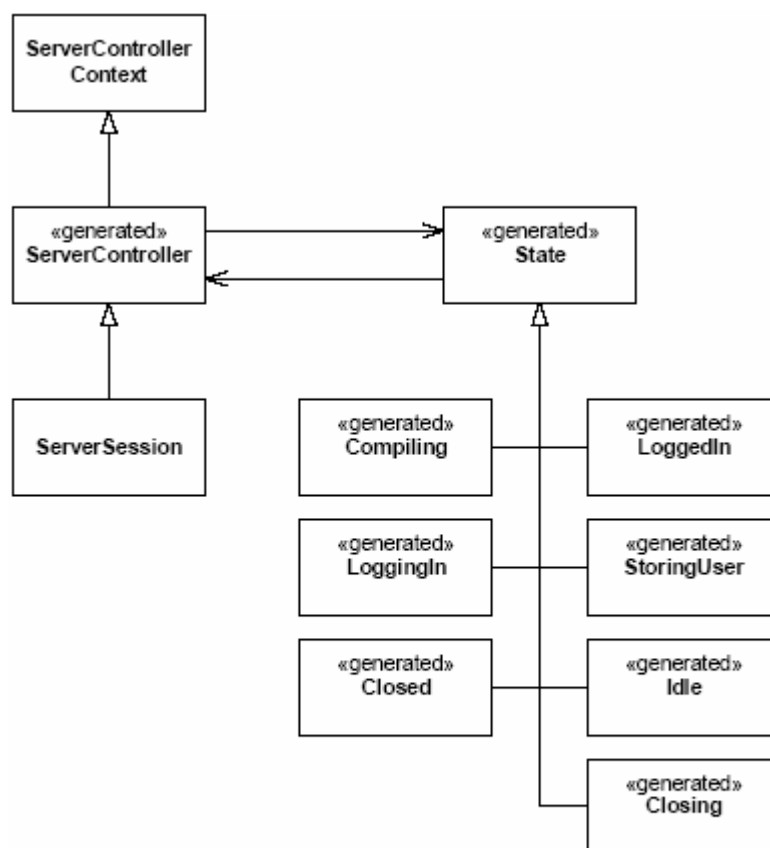 ServerController
Context
«generated»
ServerController
«generated»
State
ServerSession
«generated»
Compiling
«generated»
LoggedIn
«generated»
LoggingIn
«generated»
StoringUser
«generated»
Closed
«generated»
Idle
«generated»
Closing